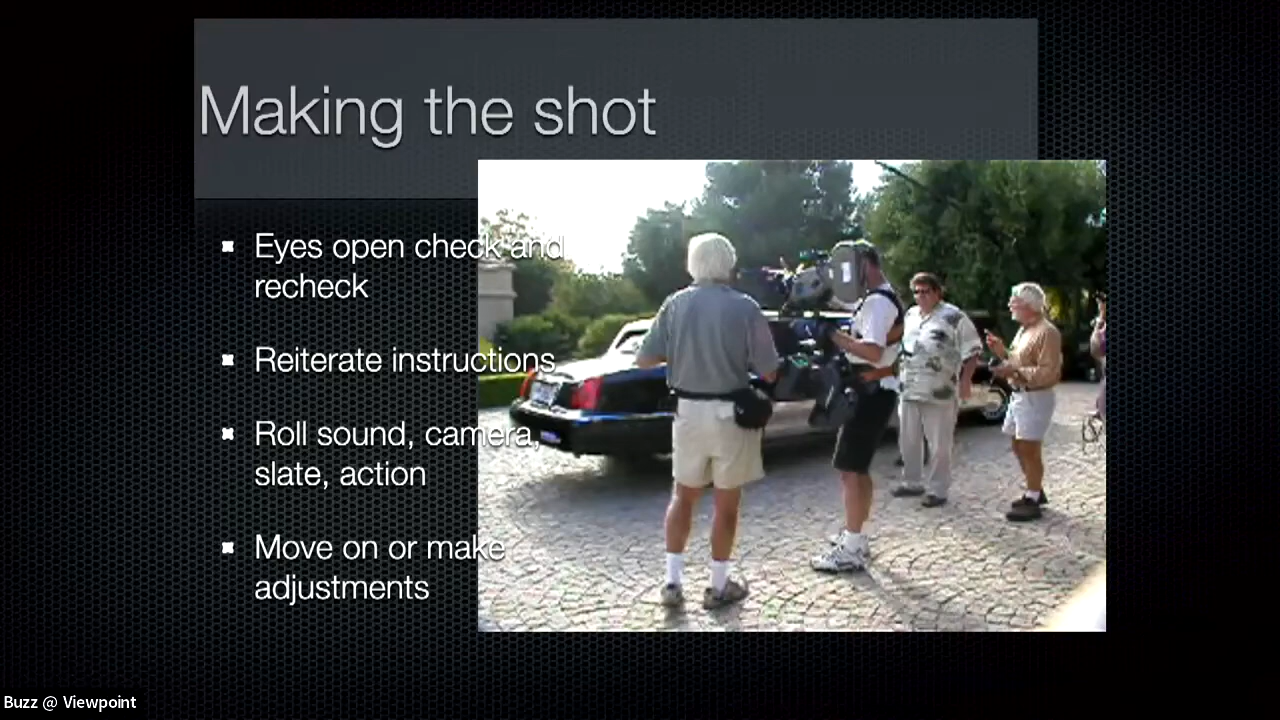 Making the shot
Eyes open check and
recheck
Reiterate instructions
Roll sound, camera,
slate, action
Move on or make
adjustments
Buzz @ Viewpoint